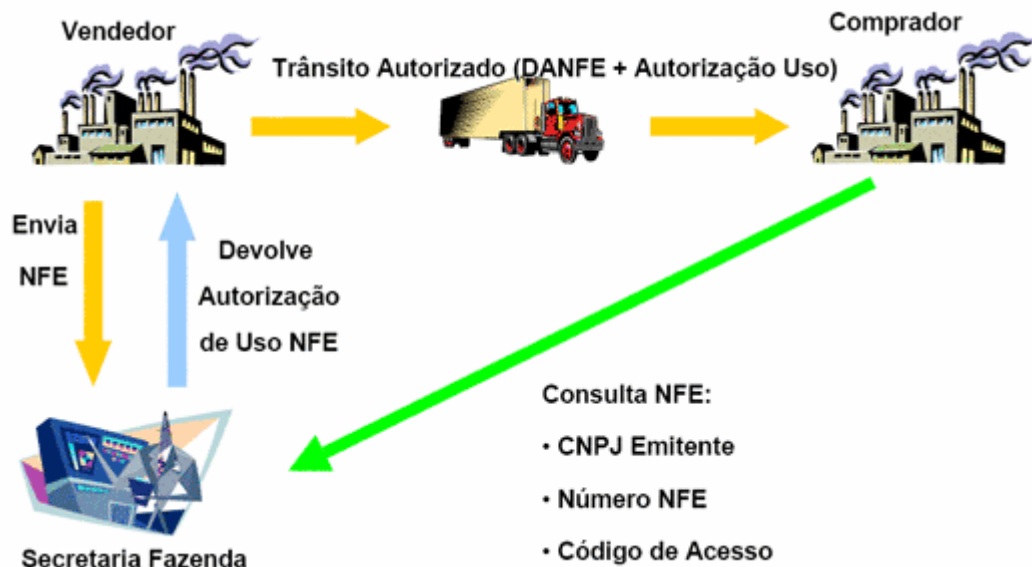 Vendedor
Comprador
Trânsito Autorizado (DANFE + Autorização Uso)
Envia
NFE
Devolve
Autorização
de Uso NFE
Consulta NFE:
• CNPJ Emitente
• Número NFE
• Código de Acesso
Secretaria Fazenda